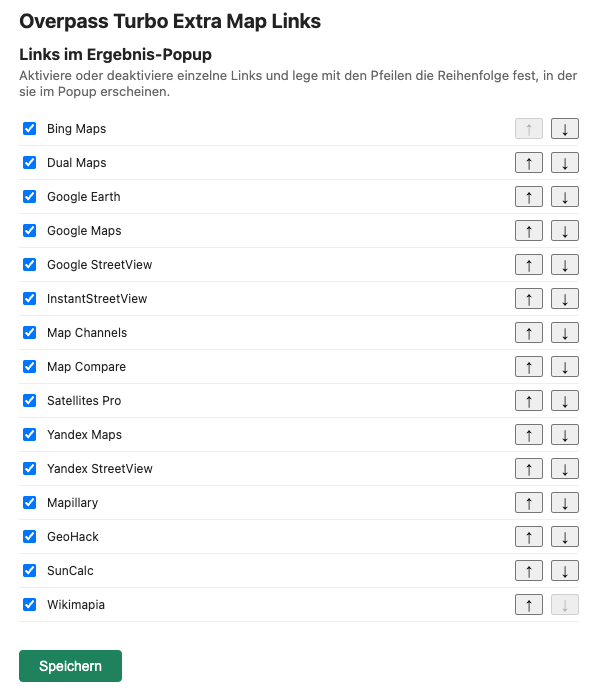 Overpass Turbo Extra Map Links
Links im Ergebnis-Popup
Aktiviere oder deaktiviere einzelne Links und lege mit den Pfeilen die Reihenfolge fest, in der
sie im Popup erscheinen.
Bing Maps ↑ ↓
Dual Maps ↑ ↓
Google Earth ↑ ↓
Google Maps ↑ ↓
Google StreetView ↑ ↓
InstantStreetView ↑ ↓
Map Channels ↑ ↓
Map Compare ↑ ↓
Satellites Pro ↑ ↓
Yandex Maps ↑ ↓
Yandex StreetView ↑ ↓
Mapillary ↑ ↓
GeoHack ↑ ↓
SunCalc ↑ ↓
Wikimapia ↑ ↓
Speichern